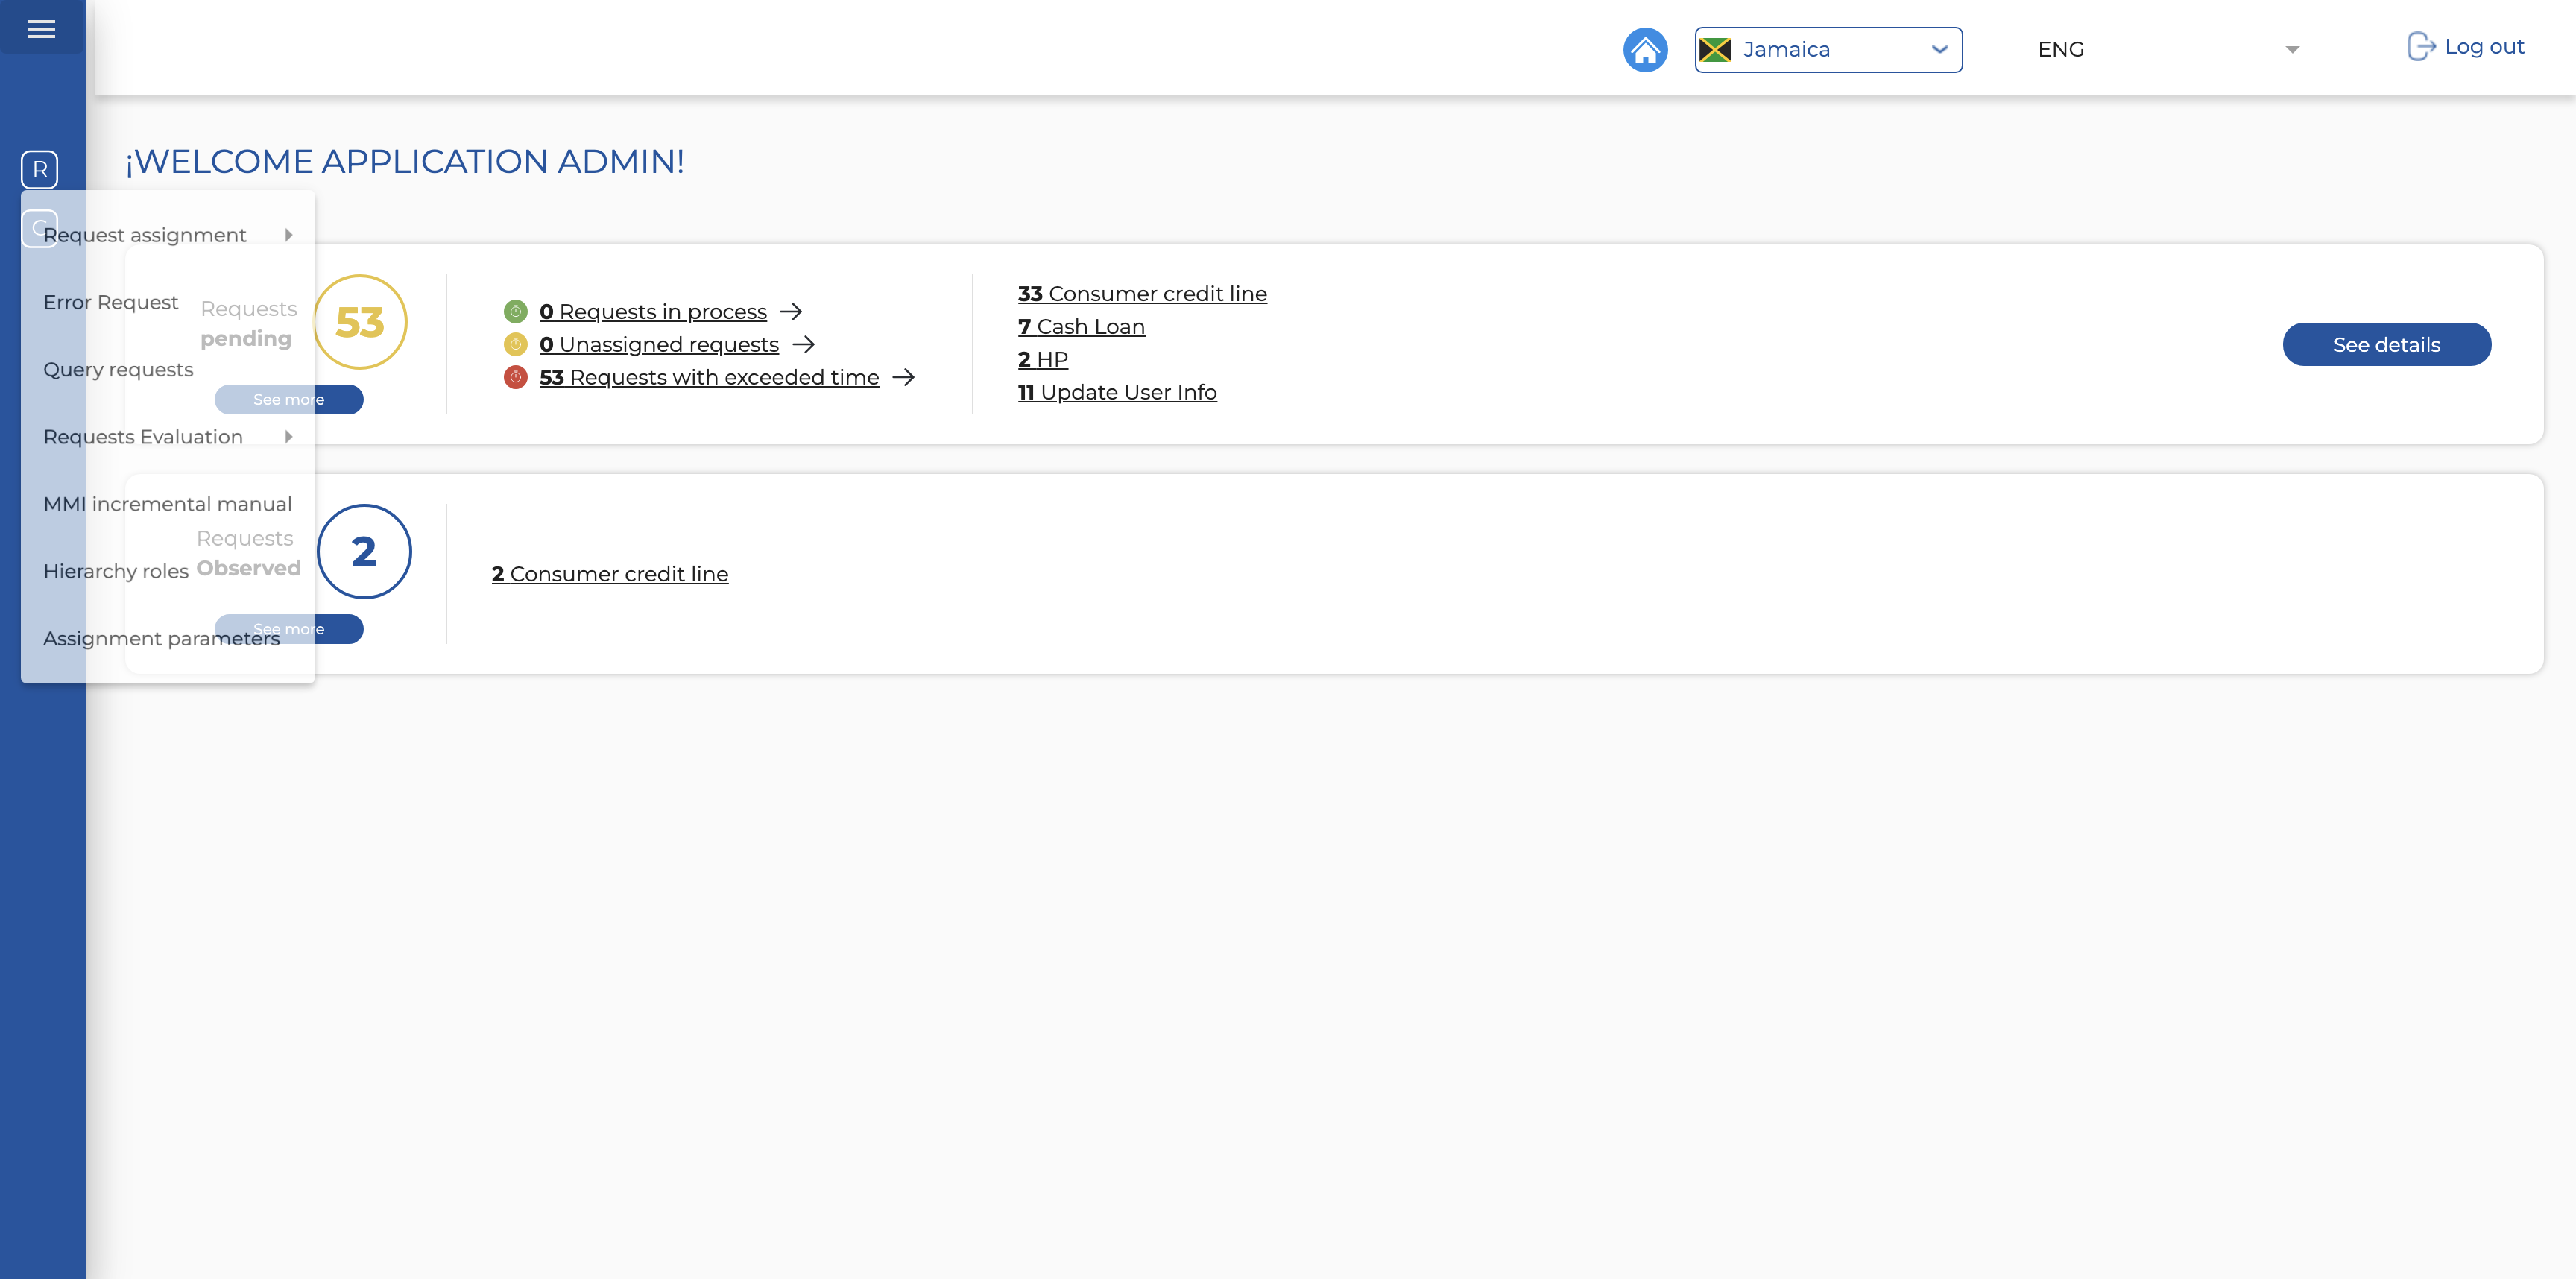 Jamaica
ENG
Log out
R
¡WELCOME APPLICATION ADMIN!
C
Request assignment
Error Request
Query requests
Requests Evaluation
MMI incremental manual
Hierarchy roles
Assignment parameters
Requests
pending
53
See more
0 Requests in process
0 Unassigned requests
53 Requests with exceeded time
33 Consumer credit line
7 Cash Loan
2 HP
11 Update User Info
See details
Requests
Observed
2
See more
2 Consumer credit line